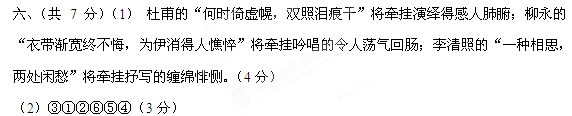 六、（共 7 分）（1） 杜甫的“何时倚虚幌，双照泪痕干”将牵挂演绎得感人肺腑；柳永的
“衣带渐宽终不悔，为伊消得人憔悴”将牵挂吟唱的令人荡气回肠；李清照的“一种相思，
两处闲愁”将牵挂抒写的缠绵悱恻。（4 分）
（2）③①②⑥⑤④（3 分）